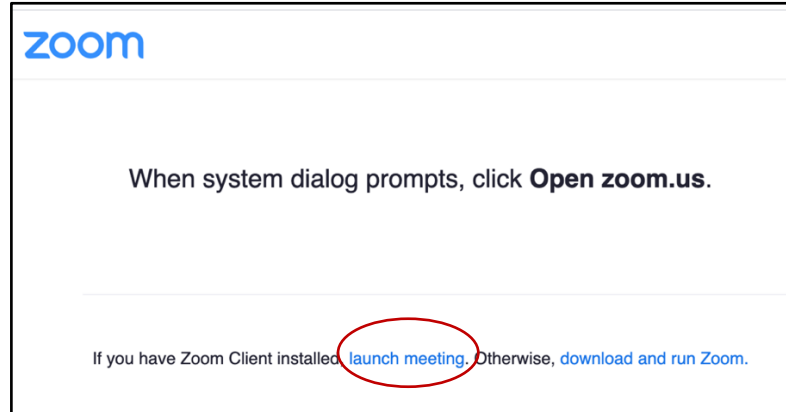 zoom
When system dialog prompts, click Open zoom.us.
If you have Zoom Client installed, launch meeting. Otherwise, download and run Zoom.